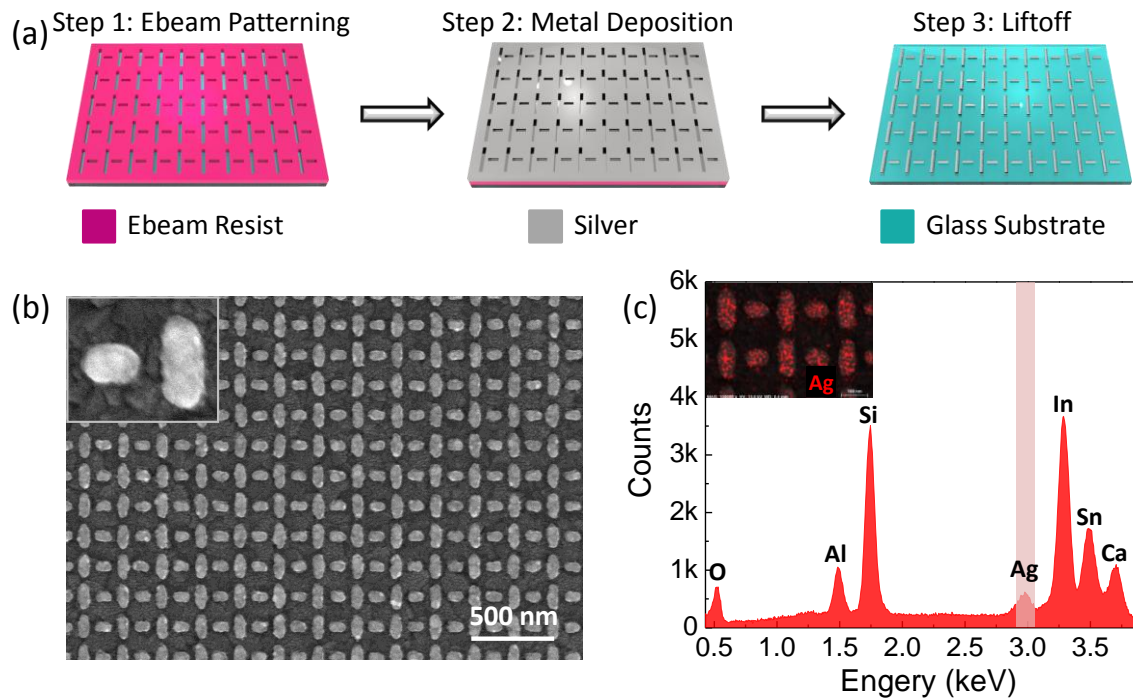 (a)
Step 1: Ebeam Patterning
Step 2: Metal Deposition
Step 3: Liftoff
Ebeam Resist
Silver
Glass Substrate
(b)
500 nm
(c)
6k
5k
4k
3k
2k
1k
0
Counts
Ag
O
Al
Si
Ag
In
Sn
Ca
0.5
1.0
1.5
2.0
2.5
3.0
3.5
Engery (keV)